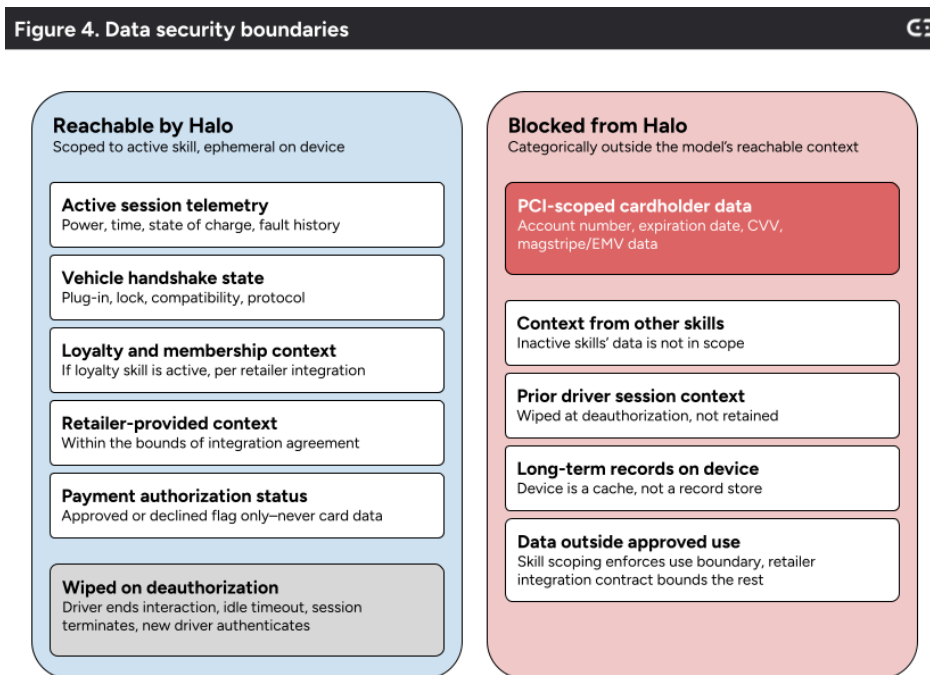 Figure 4. Data security boundaries
Reachable by Halo
Scoped to active skill, ephemeral on device
Active session telemetry
Power, time, state of charge, fault history
Vehicle handshake state
Plug-in, lock, compatibility, protocol
Loyalty and membership context
If loyalty skill is active, per retailer integration
Retailer-provided context
Within the bounds of integration agreement
Payment authorization status
Approved or declined flag only–never card data
Wiped on deauthorization
Driver ends interaction, idle timeout, session
terminates, new driver authenticates
Blocked from Halo
Categorically outside the model's reachable context
PCI-scoped cardholder data
Account number, expiration date, CVV,
magstripe/EMV data
Context from other skills
Inactive skills' data is not in scope
Prior driver session context
Wiped at deauthorization, not retained
Long-term records on device
Device is a cache, not a record store
Data outside approved use
Skill scoping enforces use boundary, retailer
integration contract bounds the rest